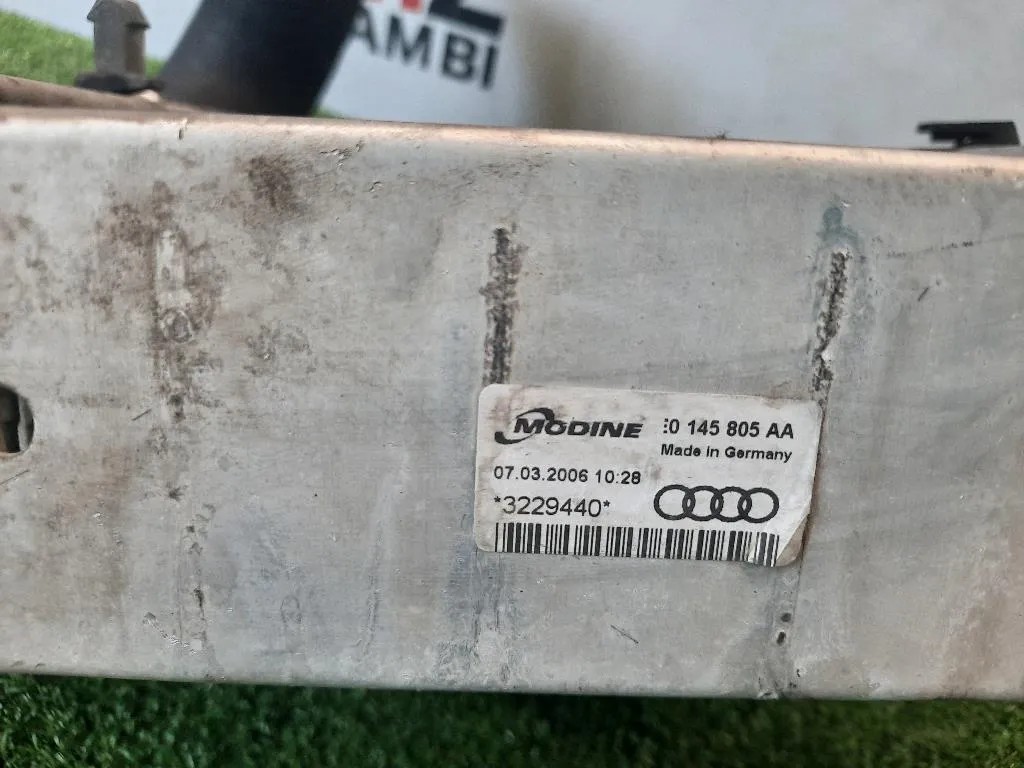 AMBI
MODINE
:0 145 805 AA
Made in Germany
07.03.2006 10:28
*3229440*